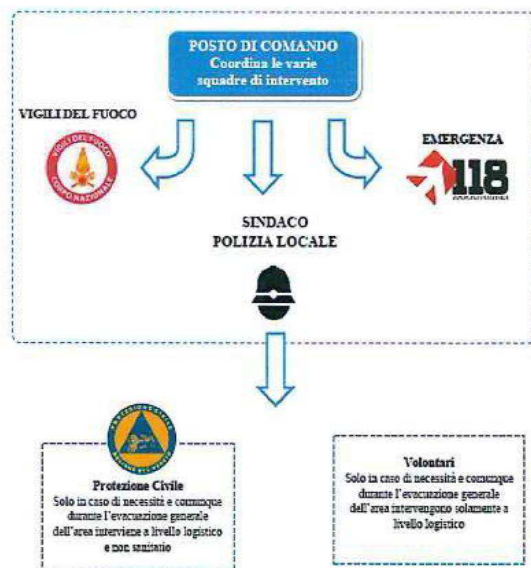 POSTO DI COMANDO
Coordina le varie
squadre di intervento
VIGILI DEL FUOCO
VIGILI DEL FUOCO
CORPO NAZIONALE
EMERGENZA
118
SINDACO
POLIZIA LOCALE
PROTEZIONE CIVILE
REGIONE DEL VENETO
Protezione Civile
Solo in caso di necessità e comunque
durante l'evacuazione generale
dell'area interviene a livello logistico
e non sanitario
Volontari
Solo in caso di necessità e comunque
durante l'evacuazione generale
dell'area intervengono solamente a
livello logistico